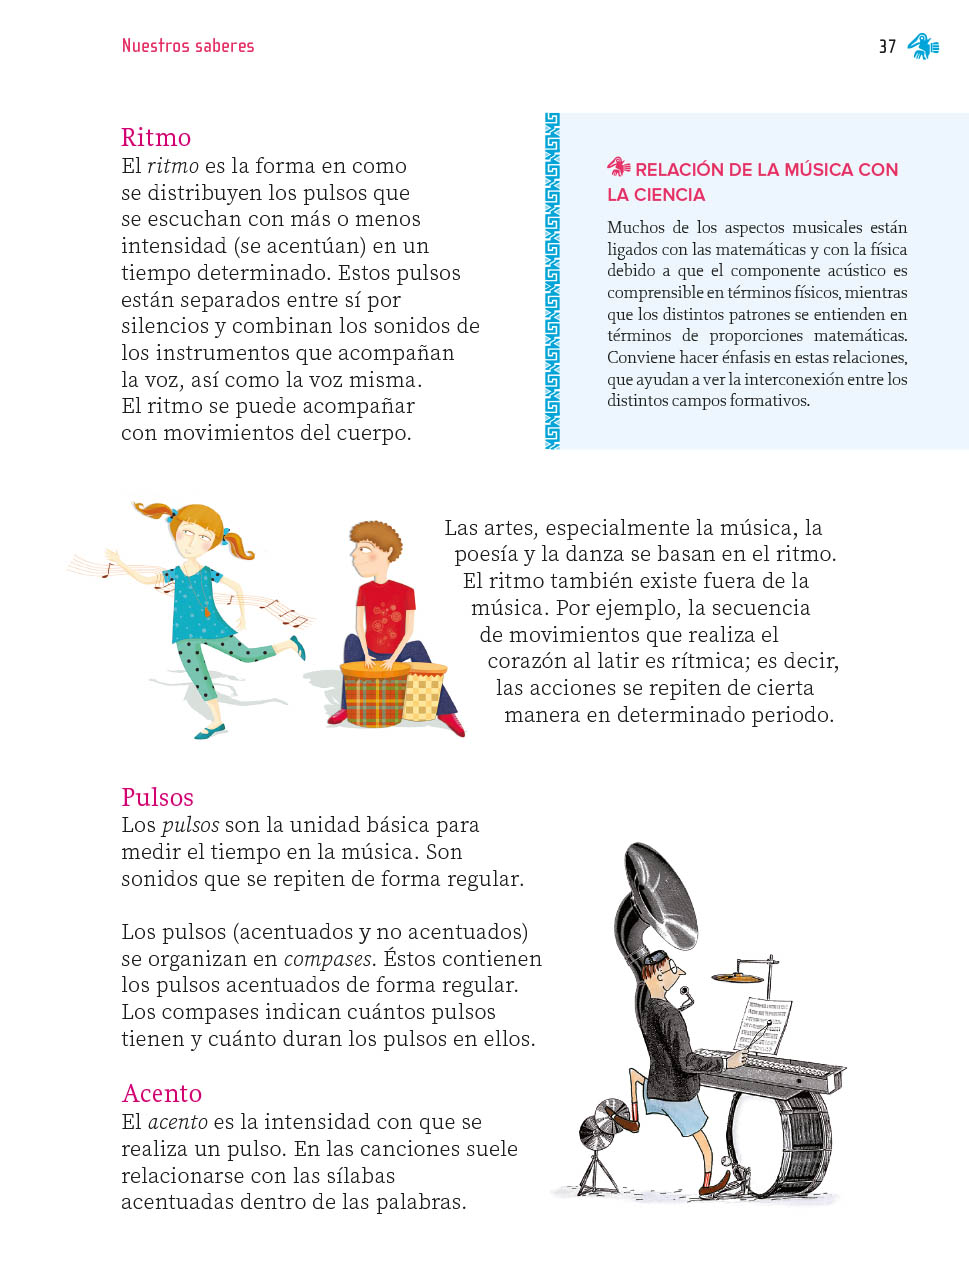 Nuestros saberes
37
Ritmo
El ritmo es la forma en como
se distribuyen los pulsos que
se escuchan con más o menos
intensidad (se acentúan) en un
tiempo determinado. Estos pulsos
están separados entre sí por
silencios y combinan los sonidos de
los instrumentos que acompañan
la voz, así como la voz misma.
El ritmo se puede acompañar
con movimientos del cuerpo.
RELACIÓN DE LA MÚSICA CON
LA CIENCIA
Muchos de los aspectos musicales están
ligados con las matemáticas y con la física
debido a que el componente acústico es
comprensible en términos físicos, mientras
que los distintos patrones se entienden en
términos de proporciones matemáticas.
Conviene hacer énfasis en estas relaciones,
que ayudan a ver la interconexión entre los
distintos campos formativos.
Las artes, especialmente la música, la
poesía y la danza se basan en el ritmo.
El ritmo también existe fuera de la
música. Por ejemplo, la secuencia
de movimientos que realiza el
corazón al latir es rítmica; es decir,
las acciones se repiten de cierta
manera en determinado periodo.
Pulsos
Los pulsos son la unidad básica para
medir el tiempo en la música. Son
sonidos que se repiten de forma regular.
Los pulsos (acentuados y no acentuados)
se organizan en compases. Éstos contienen
los pulsos acentuados de forma regular.
Los compases indican cuántos pulsos
tienen y cuánto duran los pulsos en ellos.
Acento
El acento es la intensidad con que se
realiza un pulso. En las canciones suele
relacionarse con las sílabas
acentuadas dentro de las palabras.